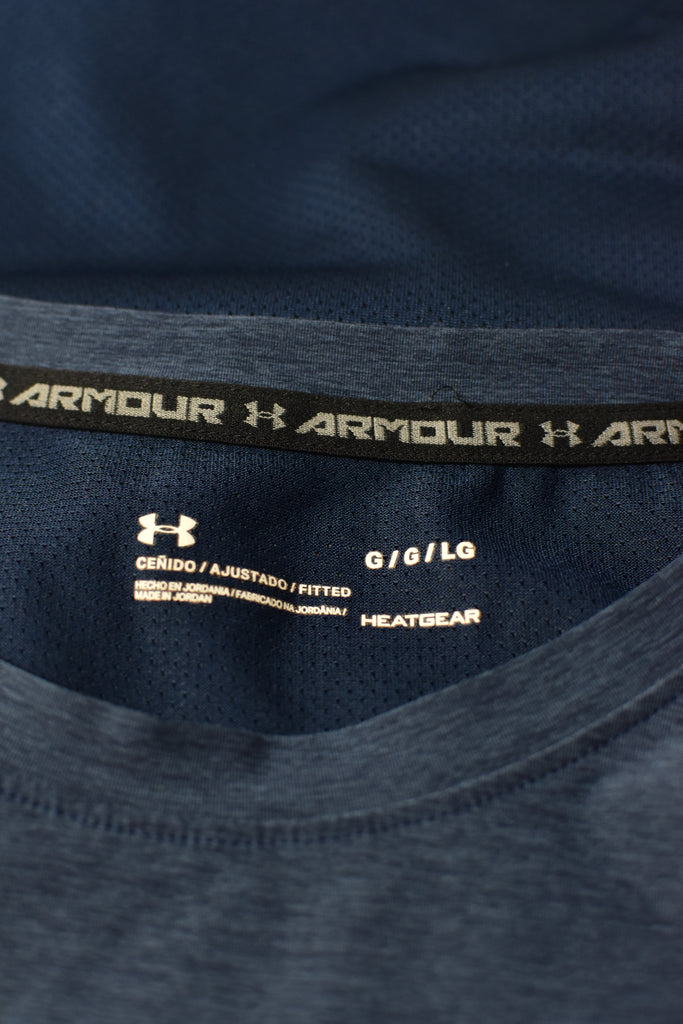 ARMOUR ARMOUR ARM
CEÑIDO / AJUSTADO / FITTED
HECHO EN JORDANIA / FABRICADO NA JORDÂNIA /
MADE IN JORDAN
G / G / LG
HEATGEAR